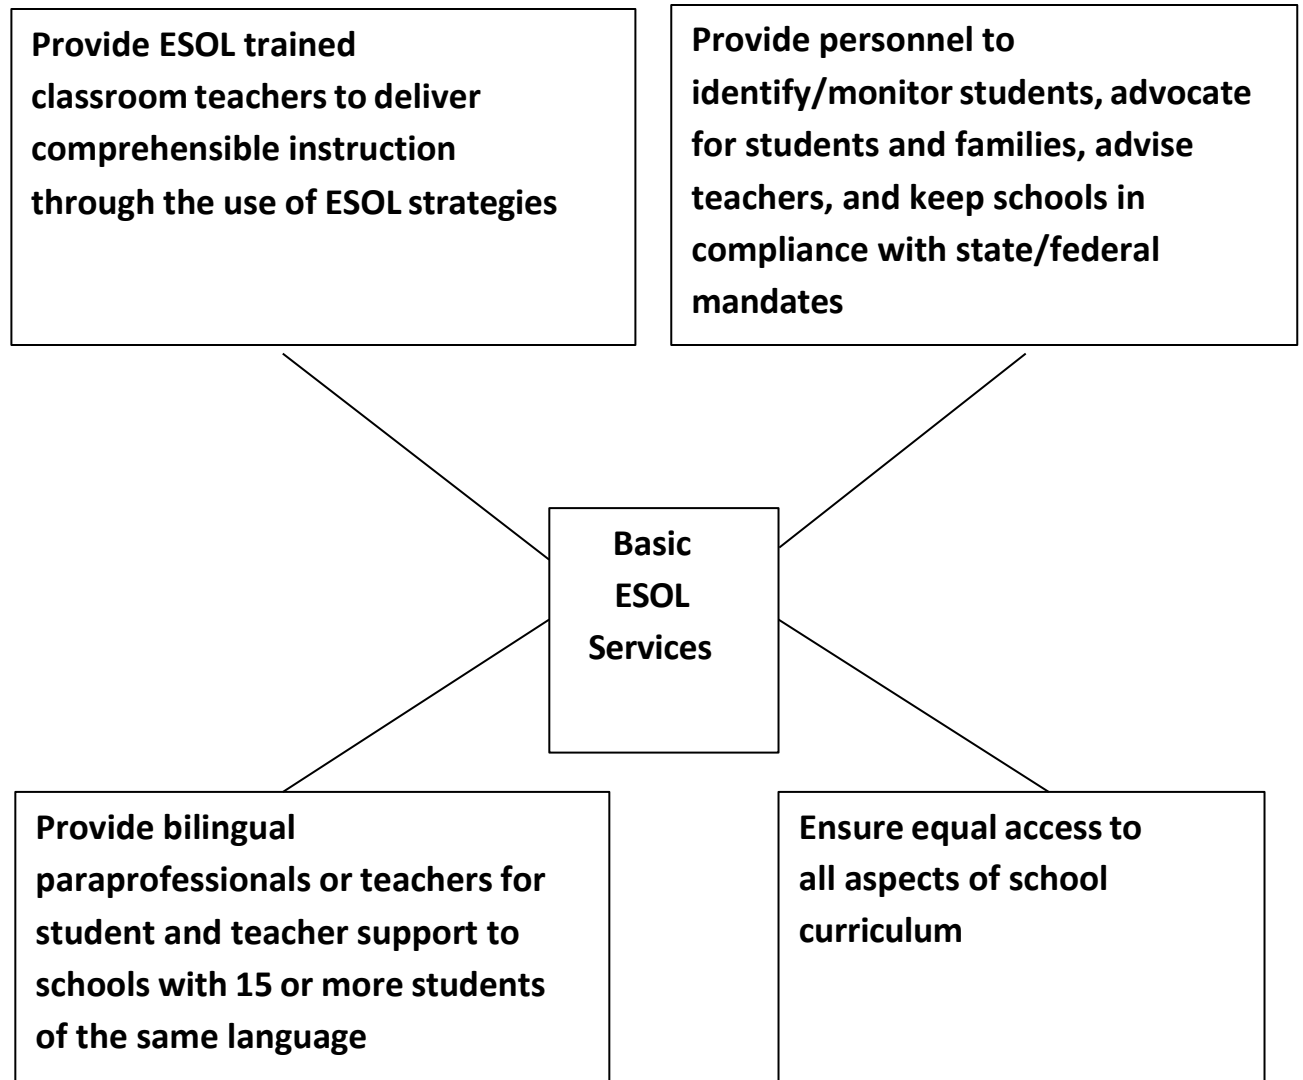 Provide ESOL trained
classroom teachers to deliver
comprehensible instruction
through the use of ESOL strategies
Provide personnel to
identify/monitor students, advocate
for students and families, advise
teachers, and keep schools in
compliance with state/federal
mandates
Basic
ESOL
Services
Provide bilingual
paraprofessionals or teachers for
student and teacher support to
schools with 15 or more students
of the same language
Ensure equal access to
all aspects of school
curriculum